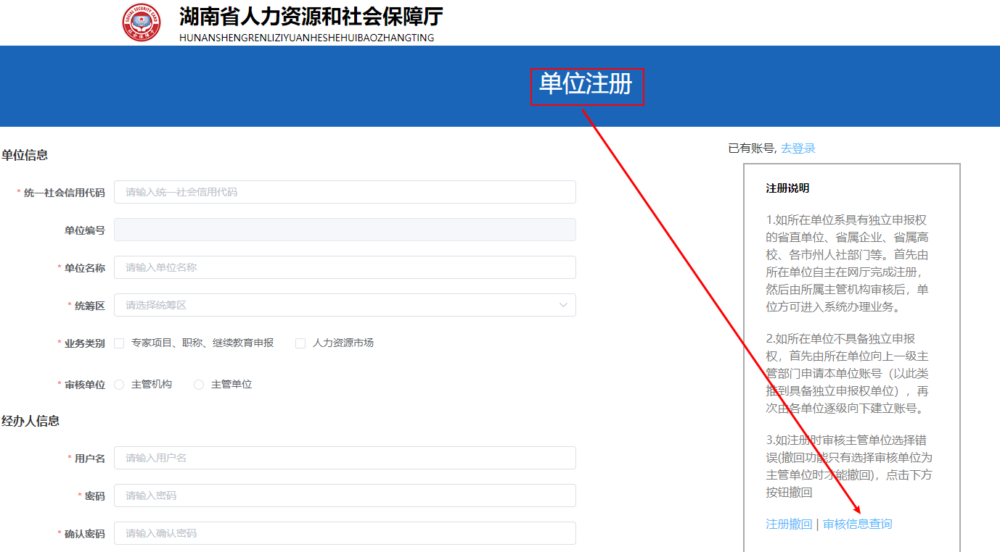 湖南省人力资源和社会保障厅
HUNANSHENGRENLIZIYUANHESHEHUIBAOZHANGTING
SOCIAL SECURITY CARD
社会保障卡
单位注册
单位信息
* 统一社会信用代码 请输入统一社会信用代码
单位编号
* 单位名称 请输入单位名称
* 统筹区 请选择统筹区
* 业务类别 专家项目、职称、继续教育申报 人力资源市场
* 审核单位 主管机构 主管单位
经办人信息
* 用户名 请输入用户名
* 密码 请输入密码
* 确认密码 请输入确认密码
已有账号, 去登录
注册说明
1.如所在单位系具有独立申报权
的省直单位、省属企业、省属高
校、各市州人社部门等。首先由
所在单位自主在网厅完成注册，
然后由所属主管机构审核后，单
位方可进入系统办理业务。
2.如所在单位不具备独立申报
权，首先由所在单位向上一级主
管部门申请本单位账号（以此类
推到具备独立申报权单位），再
次由各单位逐级向下建立账号。
3.如注册时审核主管单位选择错
误(撤回功能只有选择审核单位为
主管单位时才能撤回)，点击下方
按钮撤回
注册撤回 | 审核信息查询